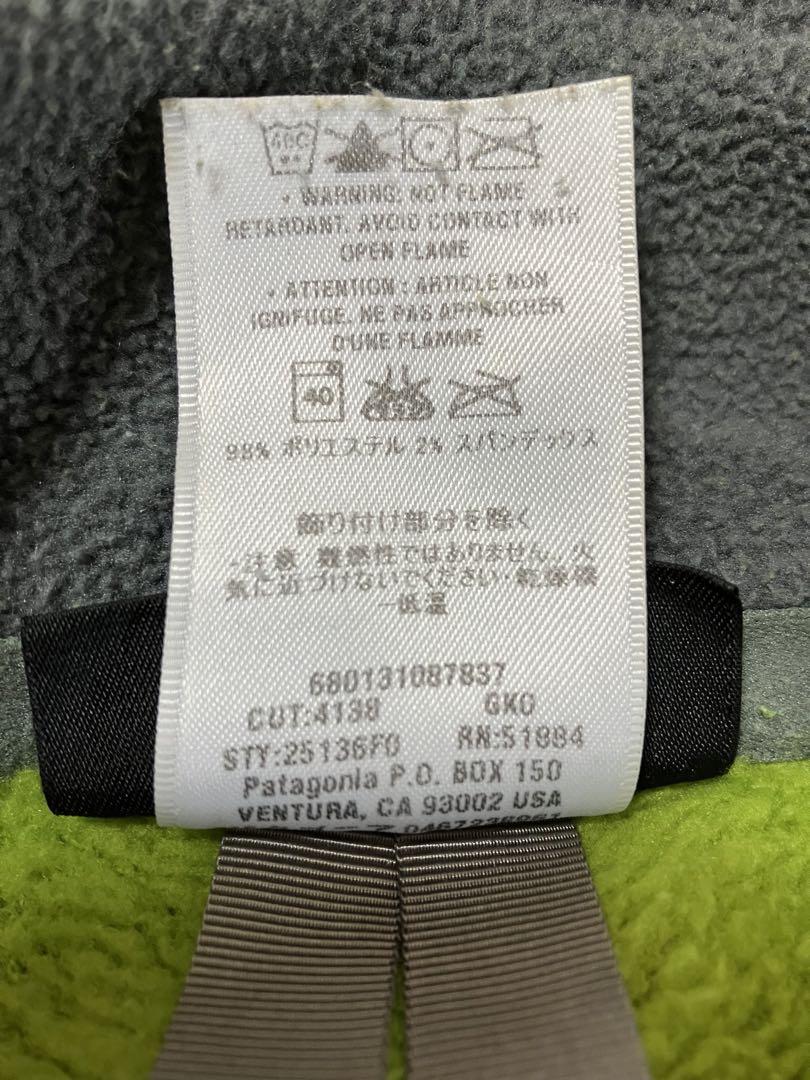 40C
• WARNING: NOT FLAME
RETARDANT. AVOID CONTACT WITH
OPEN FLAME
• ATTENTION : ARTICLE NON
IGNIFUGE. NE PAS APPROCHER
D'UNE FLAMME
40
98% ポリエステル 2% スパンデックス
飾り付け部分を除く
-注意 難燃性ではありません。火
気に近づけないでください・乾燥機
-低温
680131087837
CUT:4138 GKO
STY:25136F0 RN:51884
Patagonia P.O. BOX 150
VENTURA, CA 93002 USA